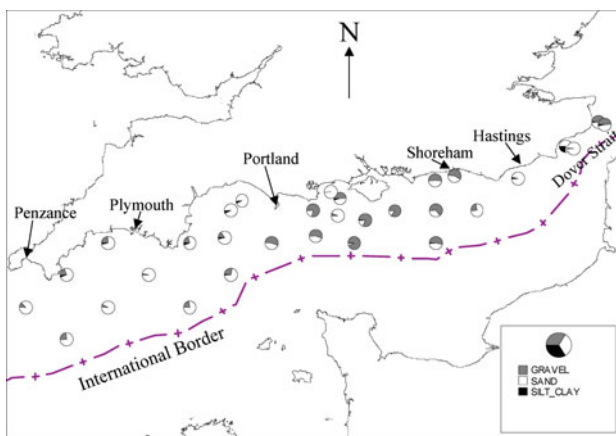 N
Hastings
Shoreham
Dover Strait
Portland
Plymouth
Penzance
International Border
GRAVEL
SAND
SILT_CLAY